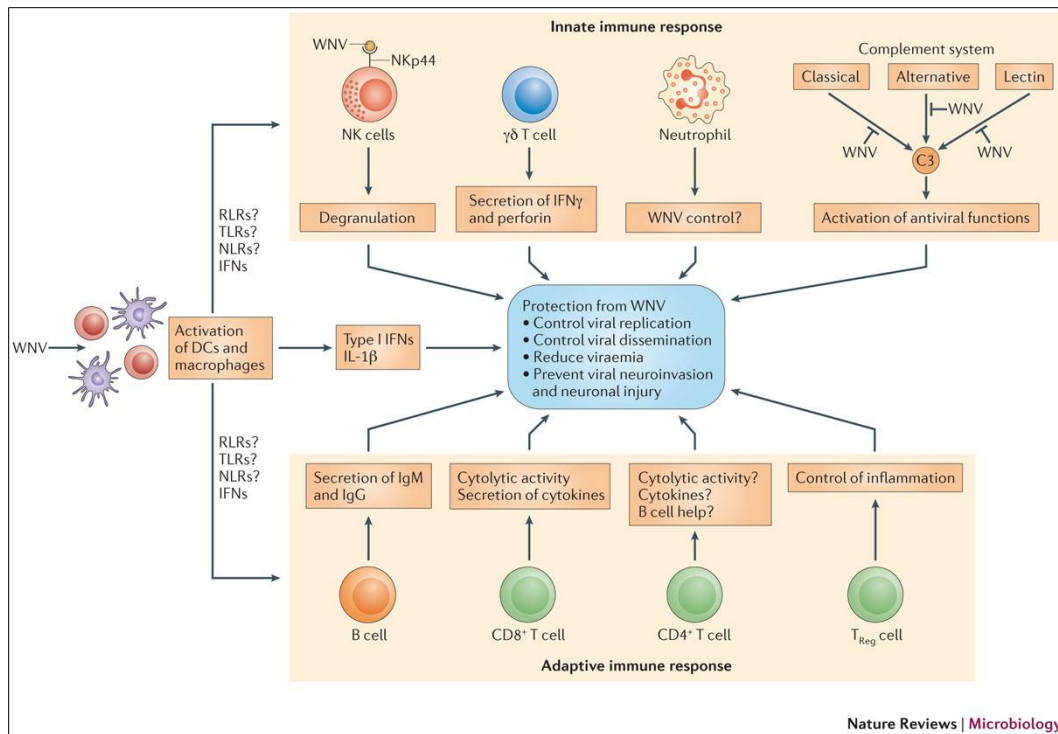 Innate immune response
WNV
NKp44
NK cells
γδ T cell
Neutrophil
Complement system
Classical
Alternative
Lectin
WNV
WNV
WNV
C3
Degranulation
Secretion of IFNγ
and perforin
WNV control?
Activation of antiviral functions
RLRs?
TLRs?
NLRs?
IFNs
WNV
Activation
of DCs and
macrophages
Type I IFNs
IL-1β
Protection from WNV
• Control viral replication
• Control viral dissemination
• Reduce viraemia
• Prevent viral neuroinvasion
and neuronal injury
RLRs?
TLRs?
NLRs?
IFNs
Secretion of IgM
and IgG
Cytolytic activity
Secretion of cytokines
Cytolytic activity?
Cytokines?
B cell help?
Control of inflammation
B cell
CD8⁺ T cell
CD4⁺ T cell
TReg cell
Adaptive immune response
Nature Reviews | Microbiology